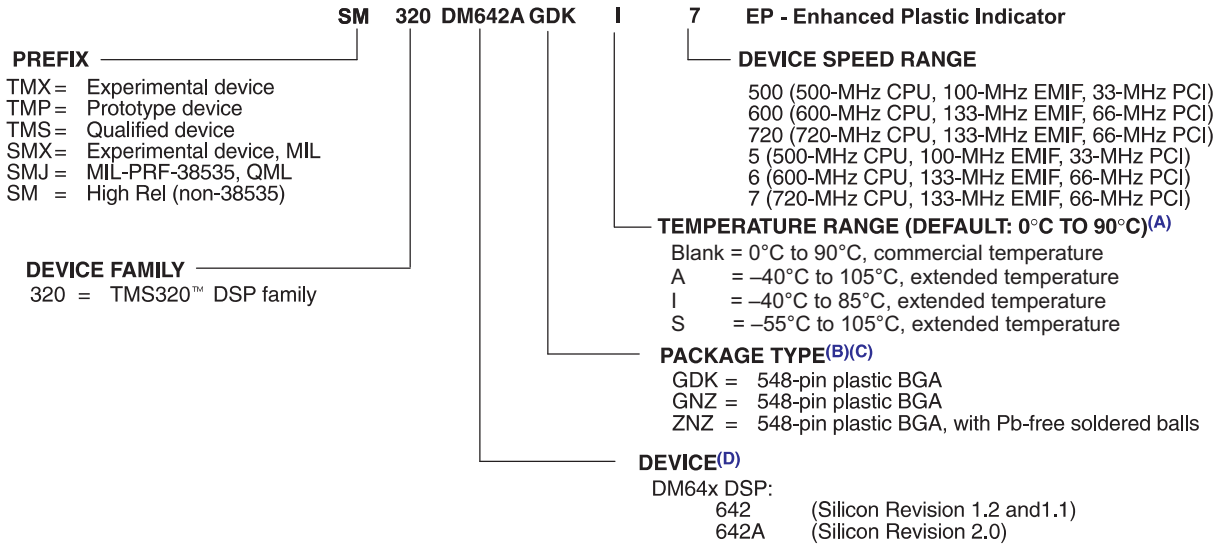 SM 320 DM642A GDK I 7 EP - Enhanced Plastic Indicator
PREFIX
TMX = Experimental device
TMP = Prototype device
TMS = Qualified device
SMX = Experimental device, MIL
SMJ = MIL-PRF-38535, QML
SM = High Rel (non-38535)
DEVICE FAMILY
320 = TMS320™ DSP family
DEVICE SPEED RANGE
500 (500-MHz CPU, 100-MHz EMIF, 33-MHz PCI)
600 (600-MHz CPU, 133-MHz EMIF, 66-MHz PCI)
720 (720-MHz CPU, 133-MHz EMIF, 66-MHz PCI)
5 (500-MHz CPU, 100-MHz EMIF, 33-MHz PCI)
6 (600-MHz CPU, 133-MHz EMIF, 66-MHz PCI)
7 (720-MHz CPU, 133-MHz EMIF, 66-MHz PCI)
TEMPERATURE RANGE (DEFAULT: 0°C TO 90°C)(A)
Blank = 0°C to 90°C, commercial temperature
A = –40°C to 105°C, extended temperature
I = –40°C to 85°C, extended temperature
S = –55°C to 105°C, extended temperature
PACKAGE TYPE(B)(C)
GDK = 548-pin plastic BGA
GNZ = 548-pin plastic BGA
ZNZ = 548-pin plastic BGA, with Pb-free soldered balls
DEVICE(D)
DM64x DSP:
642 (Silicon Revision 1.2 and1.1)
642A (Silicon Revision 2.0)